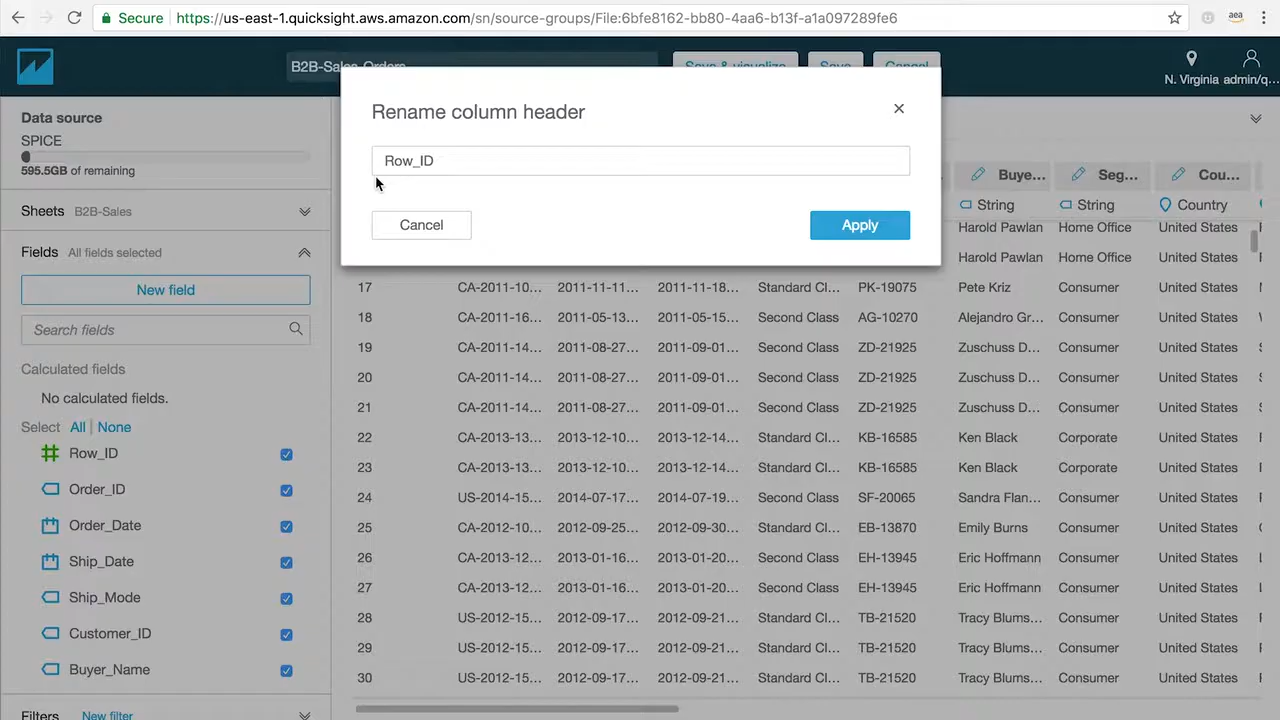 Secure
https://us-east-1.quicksight.aws.amazon.com/sn/source-groups/File:6bfe8162-bb80-4aa6-b13f-a1a097289fe6
aea
B2B-Sales Orders
Save & visualize
Save
Cancel
N. Virginia admin/q...
Data source
SPICE
595.5GB of remaining
Sheets B2B-Sales
Fields All fields selected
New field
Search fields
Calculated fields
No calculated fields.
Select All | None
Row_ID
Order_ID
Order_Date
Ship_Date
Ship_Mode
Customer_ID
Buyer_Name
Filters New filter
Rename column header
Row_ID
Cancel
Apply
Buye... Seg... Cou...
String String Country
Harold Pawlan Home Office United States
Harold Pawlan Home Office United States
17 CA-2011-10... 2011-11-11... 2011-11-18... Standard Cl... PK-19075 Pete Kriz Consumer United States
18 CA-2011-16... 2011-05-13... 2011-05-15... Second Class AG-10270 Alejandro Gr... Consumer United States
19 CA-2011-14... 2011-08-27... 2011-09-01... Second Class ZD-21925 Zuschuss D... Consumer United States
20 CA-2011-14... 2011-08-27... 2011-09-01... Second Class ZD-21925 Zuschuss D... Consumer United States
21 CA-2011-14... 2011-08-27... 2011-09-01... Second Class ZD-21925 Zuschuss D... Consumer United States
22 CA-2013-13... 2013-12-10... 2013-12-14... Standard Cl... KB-16585 Ken Black Corporate United States
23 CA-2013-13... 2013-12-10... 2013-12-14... Standard Cl... KB-16585 Ken Black Corporate United States
24 US-2014-15... 2014-07-17... 2014-07-19... Second Class SF-20065 Sandra Flan... Consumer United States
25 CA-2012-10... 2012-09-25... 2012-09-30... Standard Cl... EB-13870 Emily Burns Consumer United States
26 CA-2013-12... 2013-01-16... 2013-01-20... Second Class EH-13945 Eric Hoffmann Consumer United States
27 CA-2013-12... 2013-01-16... 2013-01-20... Second Class EH-13945 Eric Hoffmann Consumer United States
28 US-2012-15... 2012-09-17... 2012-09-21... Standard Cl... TB-21520 Tracy Blums... Consumer United States
29 US-2012-15... 2012-09-17... 2012-09-21... Standard Cl... TB-21520 Tracy Blums... Consumer United States
30 US-2012-15... 2012-09-17... 2012-09-21... Standard Cl... TB-21520 Tracy Blums... Consumer United States